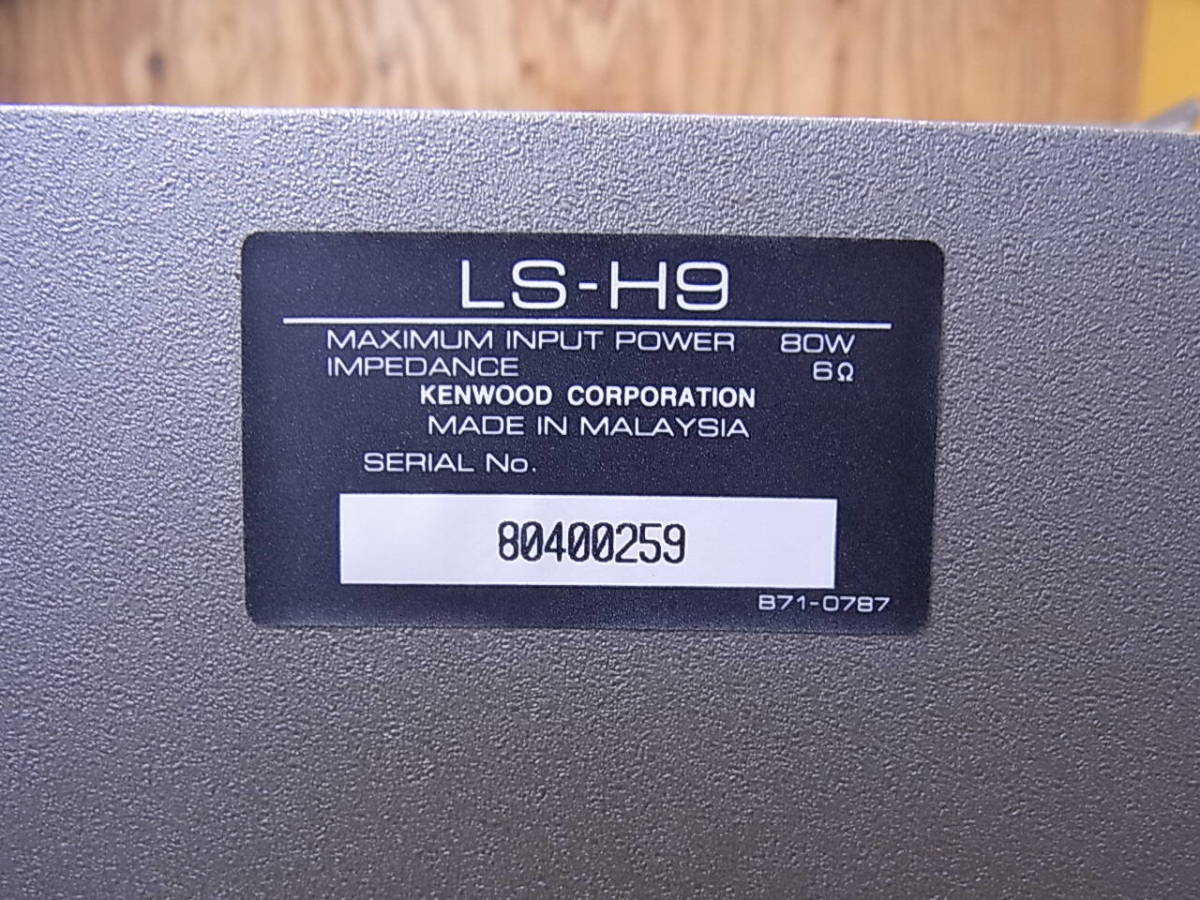 LS-H9
MAXIMUM INPUT POWER 80W
IMPEDANCE 6Ω
KENWOOD CORPORATION
MADE IN MALAYSIA
SERIAL No.
80400259
B71-0787